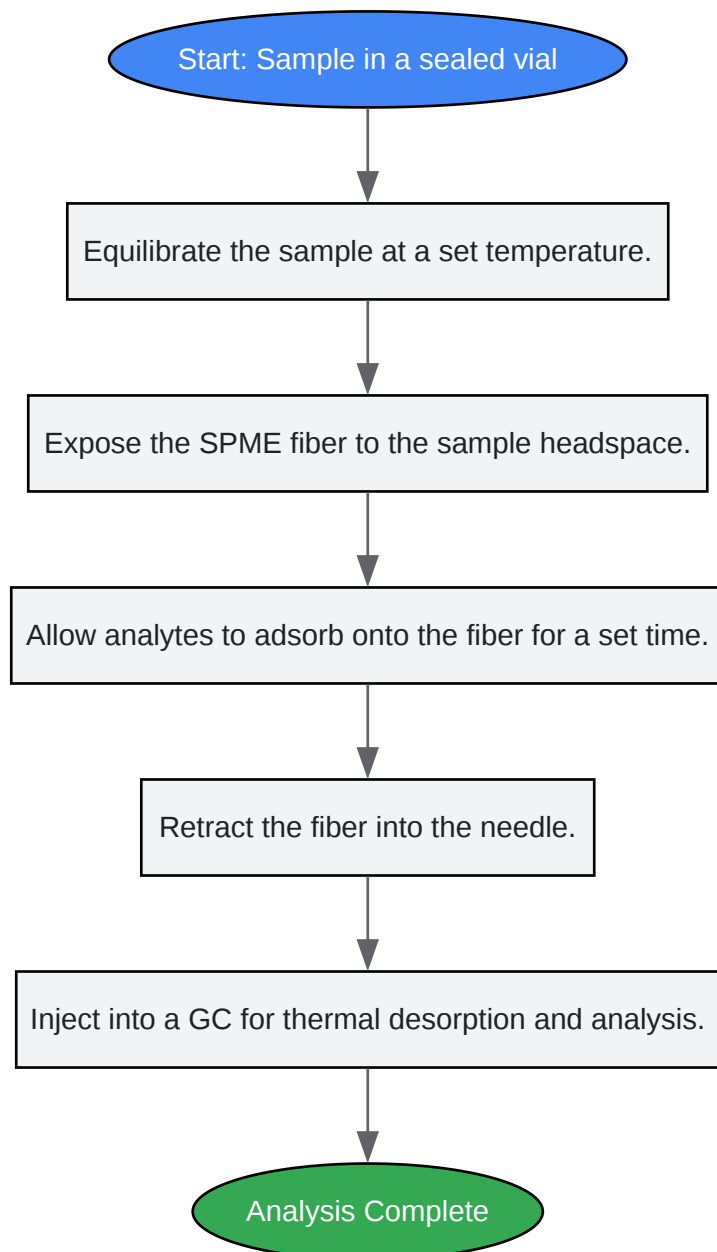 Start: Sample in a sealed vial
Equilibrate the sample at a set temperature.
Expose the SPME fiber to the sample headspace.
Allow analytes to adsorb onto the fiber for a set time.
Retract the fiber into the needle.
Inject into a GC for thermal desorption and analysis.
Analysis Complete